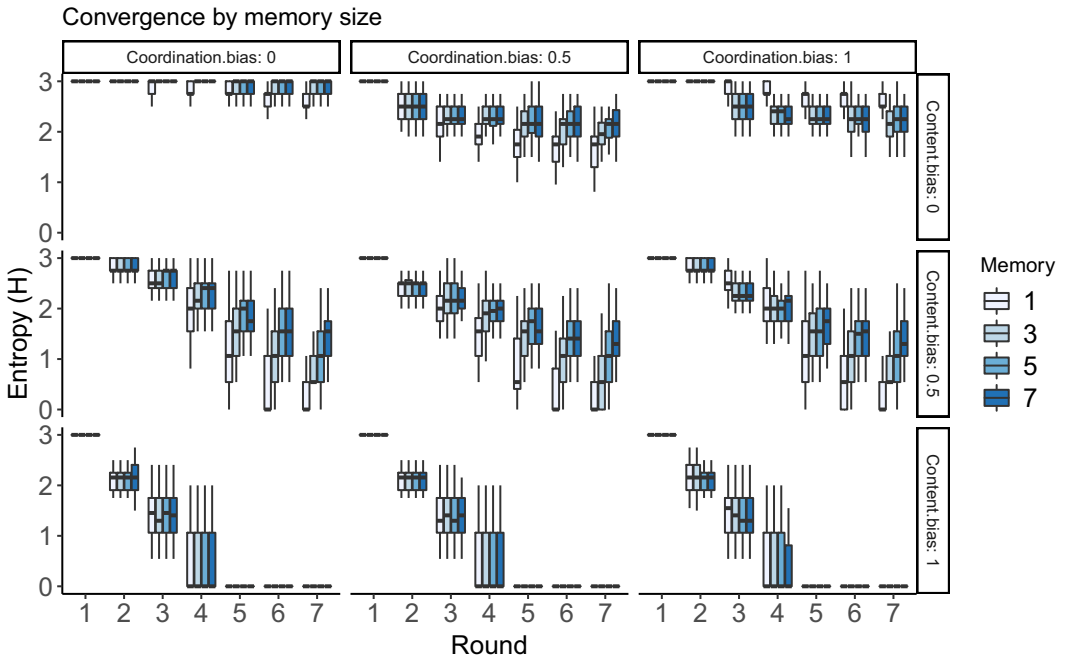 Convergence by memory size
Coordination.bias: 0
Coordination.bias: 0.5
Coordination.bias: 1
3
2
1
0
Content.bias: 0
3
2
1
0
Content.bias: 0.5
3
2
1
0
Content.bias: 1
Entropy (H)
1 2 3 4 5 6 7
1 2 3 4 5 6 7
1 2 3 4 5 6 7
Round
Memory
1
3
5
7